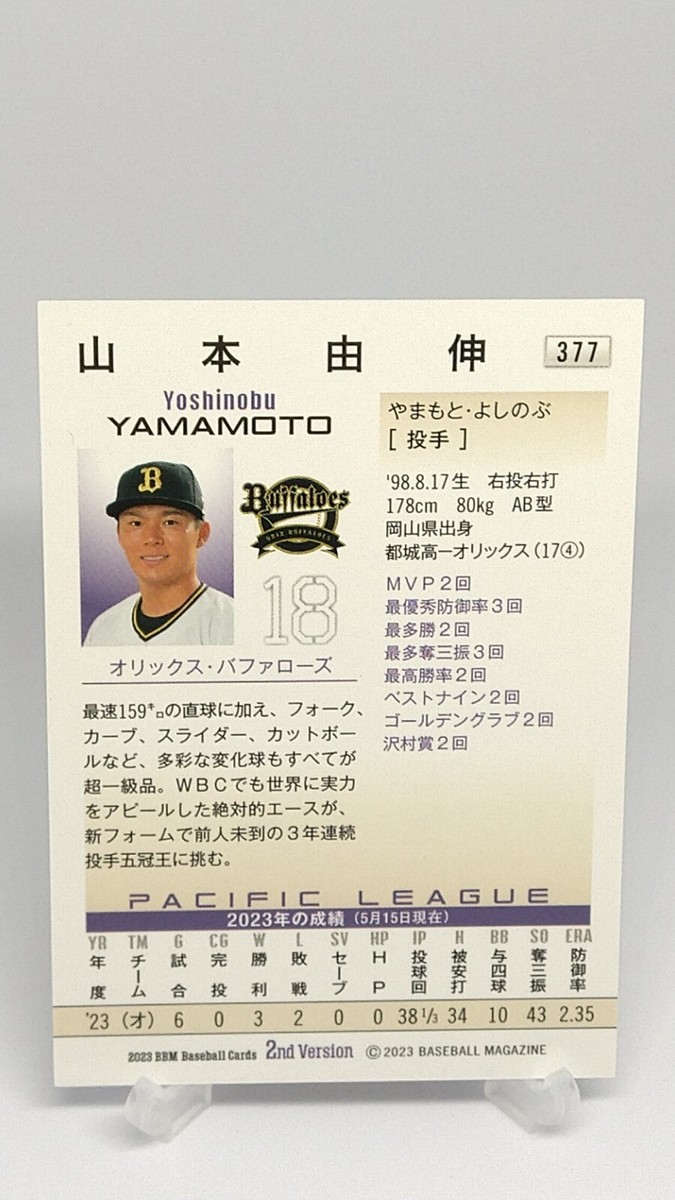 山本由伸 377
Yoshinobu
YAMAMOTO
B
Buffaloes
ORIX BUFFALOES
18
オリックス・バファローズ
やまもと・よしのぶ
[ 投手 ]
'98.8.17生 右投右打
178cm 80kg AB型
岡山県出身
都城高ーオリックス(17④)
MVP2回
最優秀防御率3回
最多勝2回
最多奪三振3回
最高勝率2回
ベストナイン2回
ゴールデングラブ2回
沢村賞2回
最速159㌔の直球に加え、フォーク、
カーブ、スライダー、カットボー
ルなど、多彩な変化球もすべてが
超一級品。WBCでも世界に実力
をアピールした絶対的エースが、
新フォームで前人未到の3年連続
投手五冠王に挑む。
PACIFIC LEAGUE
2023年の成績(5月15日現在)
YR TM G CG W L SV HP IP H BB SO ERA
年度 チーム 試合 完投 勝利 敗戦 セーブ HP 投球回 被安打 与四球 奪三振 防御率
'23 (オ) 6 0 3 2 0 0 38 1/3 34 10 43 2.35
2023 BBM Baseball Cards 2nd Version ©2023 BASEBALL MAGAZINE